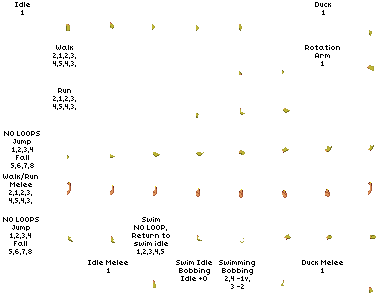 Idle
1
Duck
1
Walk
2,1,2,3,
4,5,4,3,
Rotation
Arm
1
Run
2,1,2,3,
4,5,4,3,
NO LOOPS
Jump
1,2,3,4
Fall
5,6,7,8
Walk/Run
Melee
2,1,2,3,
4,5,4,3,
NO LOOPS
Jump
1,2,3,4
Fall
5,6,7,8
Swim
NO LOOP,
Return to
swim idle
1,2,3,4,5
Idle Melee
1
Swim Idle
Bobbing
Idle +0
Swimming
Bobbing
2,4 -1v,
3 -2
Duck Melee
1